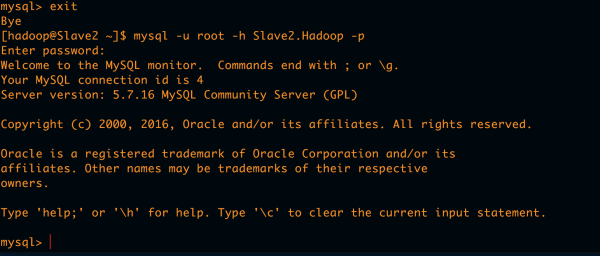 mysql> exit
Bye
[hadoop@Slave2 ~]$ mysql -u root -h Slave2.Hadoop -p
Enter password:
Welcome to the MySQL monitor.  Commands end with ; or \g.
Your MySQL connection id is 4
Server version: 5.7.16 MySQL Community Server (GPL)
Copyright (c) 2000, 2016, Oracle and/or its affiliates. All rights reserved.
Oracle is a registered trademark of Oracle Corporation and/or its
affiliates. Other names may be trademarks of their respective
owners.
Type 'help;' or '\h' for help. Type '\c' to clear the current input statement.
mysql>